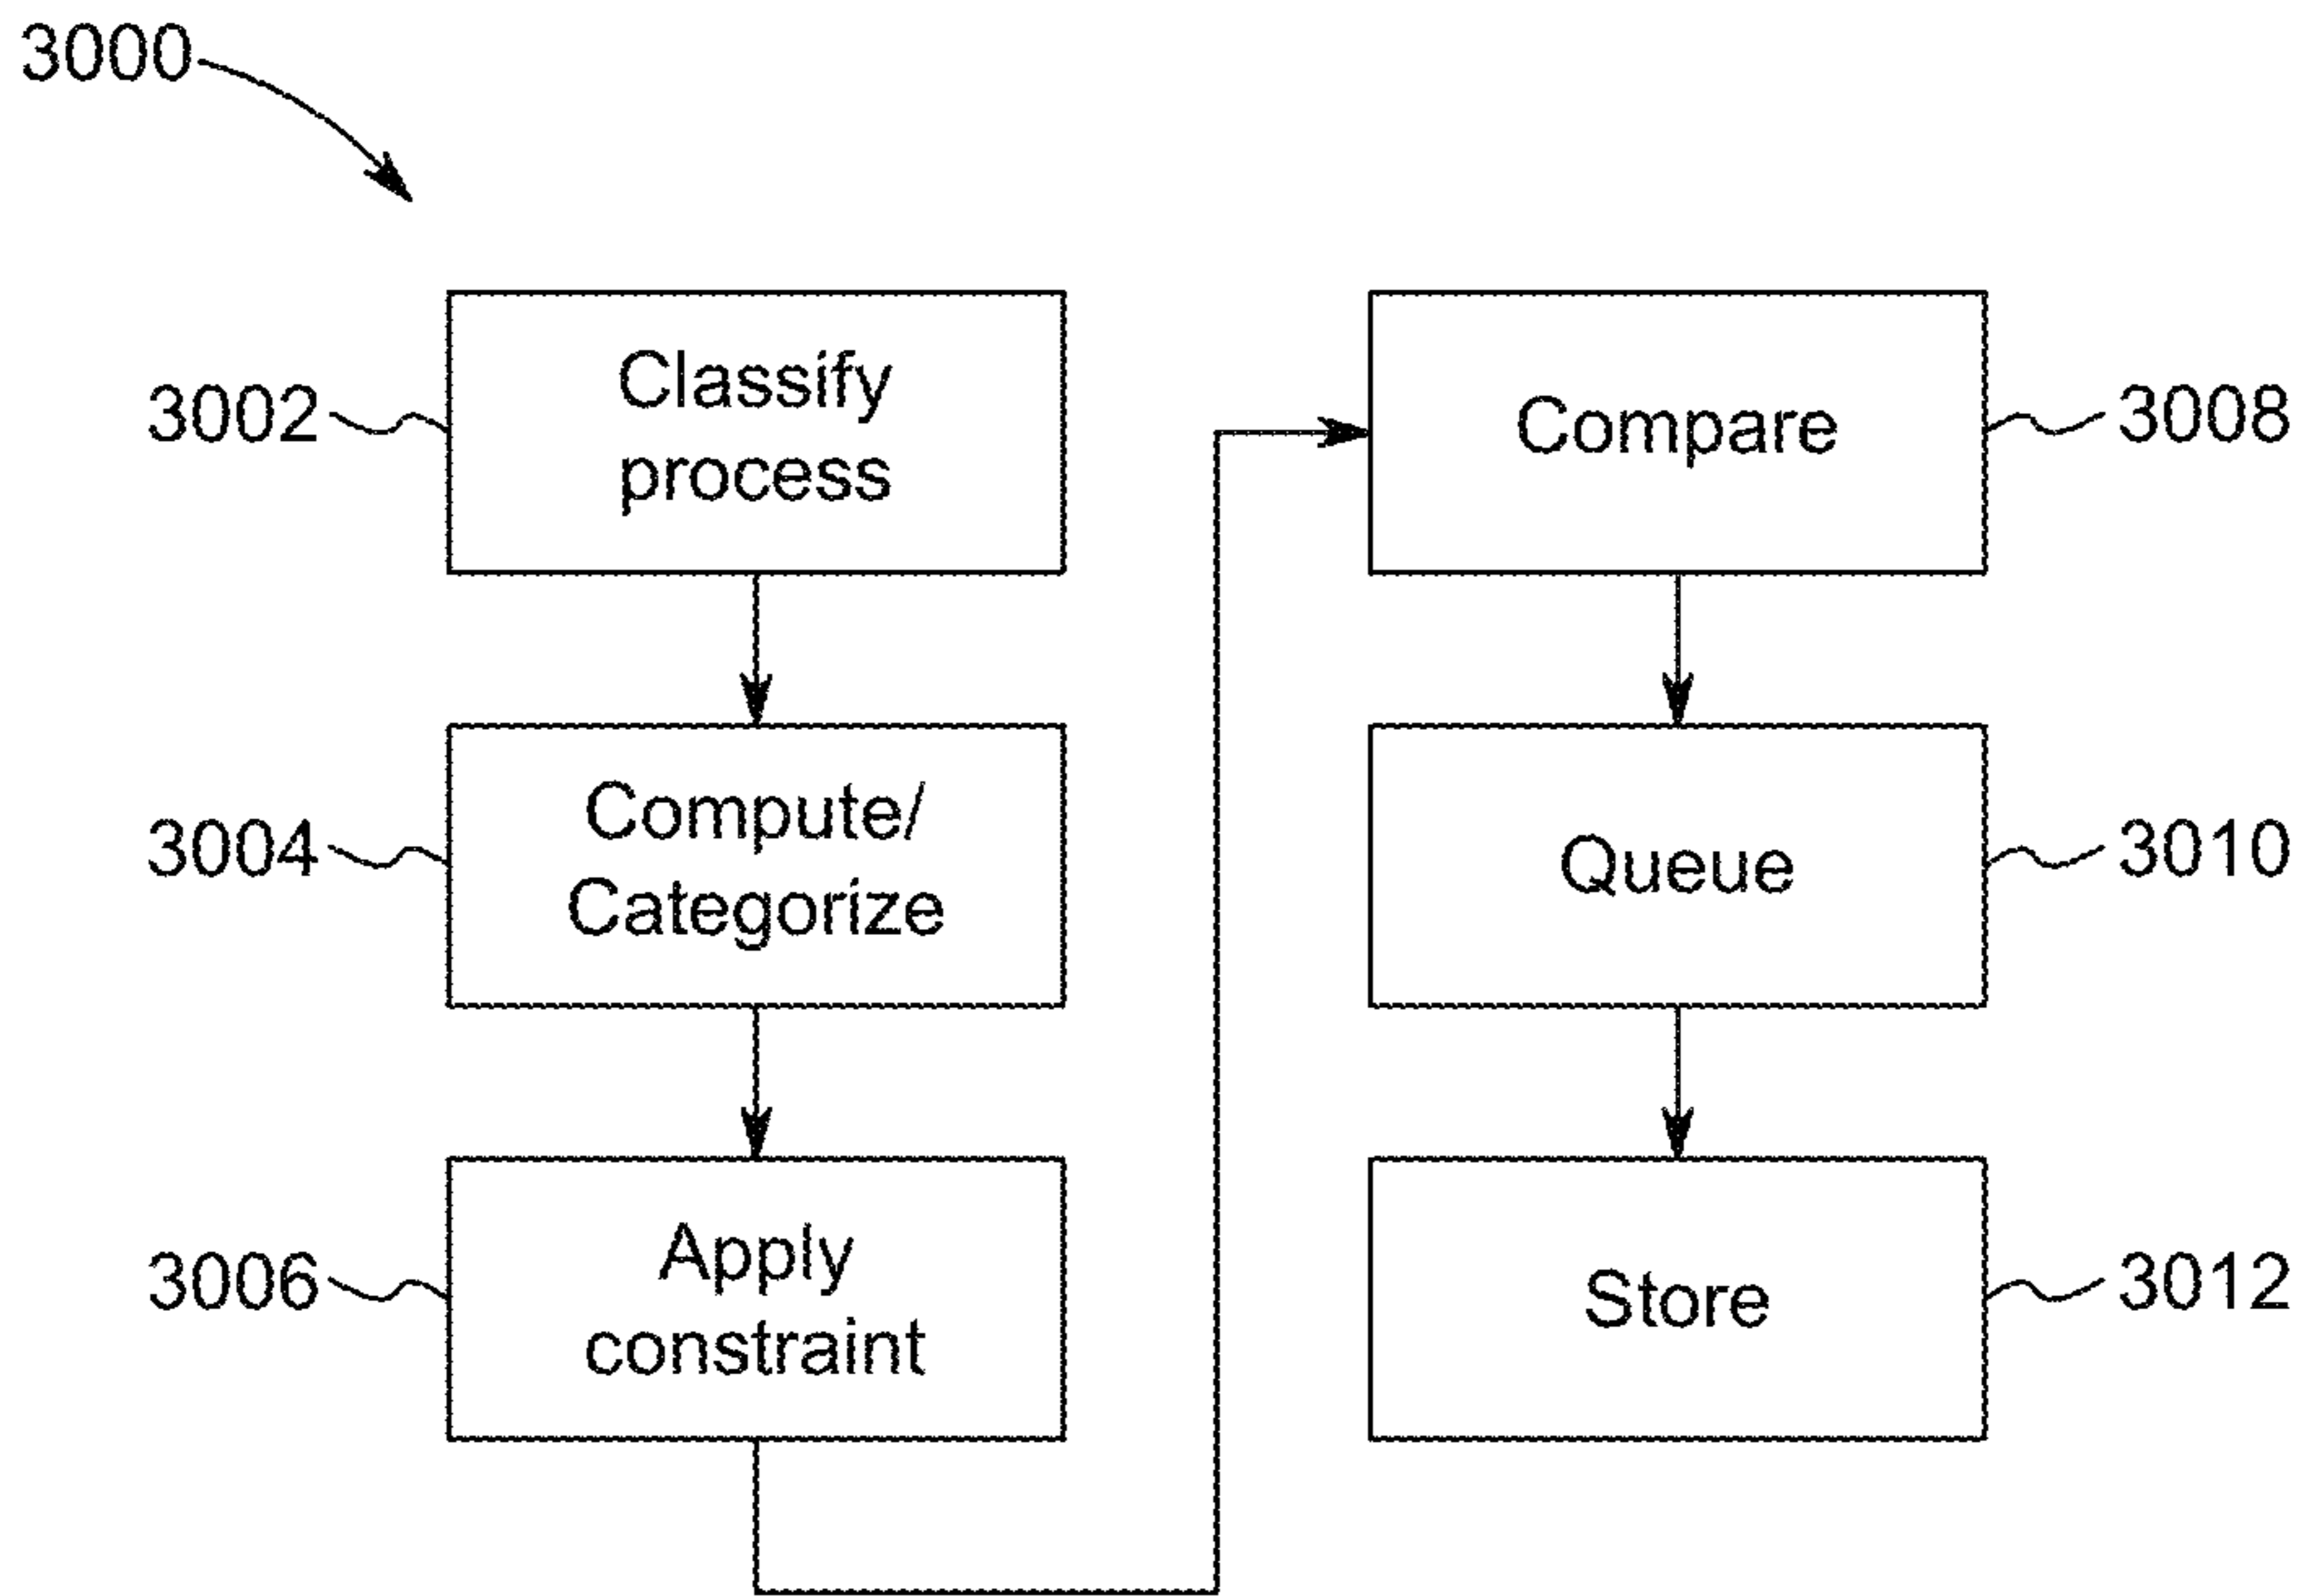 3000
3002
Classify
process
3004
Compute/
Categorize
3006
Apply
constraint
Compare
3008
Queue
3010
Store
3012